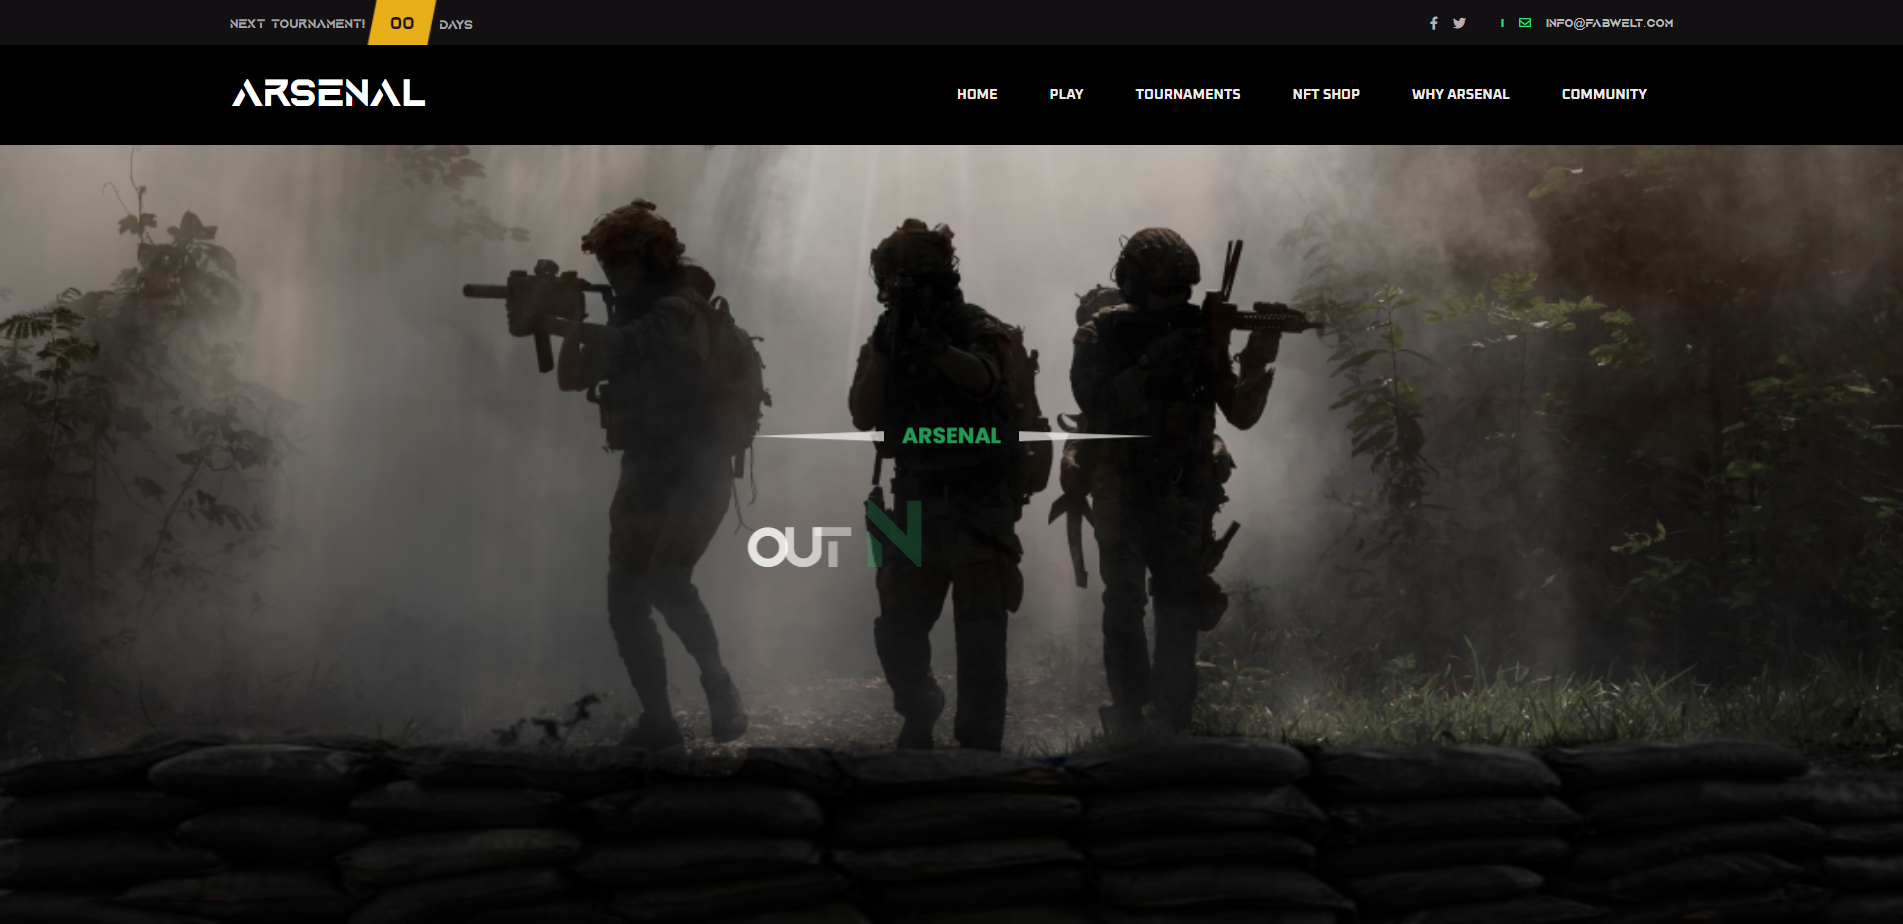 NEXT TOURNAMENT! 00 DAYS
INFO@FABWELT.COM
ARSENAL
HOME PLAY TOURNAMENTS NFT SHOP WHY ARSENAL COMMUNITY
ARSENAL
OUT N